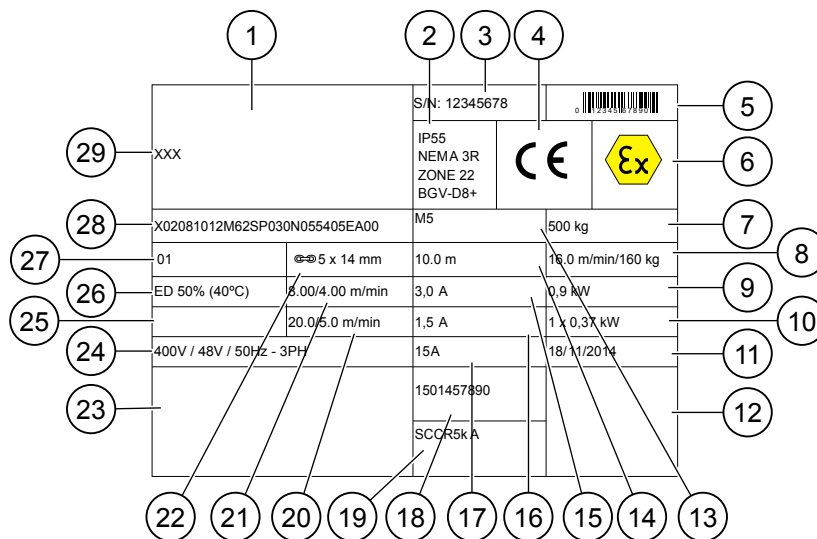 1
2
3
4
S/N: 12345678
0 1234567890
5
29
XXX
IP55
NEMA 3R
ZONE 22
BGV-D8+
CE
Ex
6
28
X02081012M62SP030N055405EA00
M5
500 kg
7
27
01
5 x 14 mm
10.0 m
16.0 m/min/160 kg
8
26
ED 50% (40ºC)
8.00/4.00 m/min
3,0 A
0,9 kW
9
25
20.0/5.0 m/min
1,5 A
1 x 0,37 kW
10
24
400V / 48V / 50Hz - 3PH
15A
18/11/2014
11
23
1501457890
12
SCCR5k A
22
21
20
19
18
17
16
15
14
13